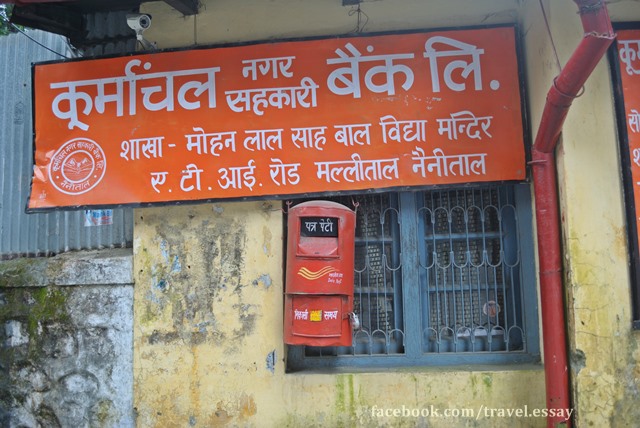 कूर्मांचल नगर सहकारी बैंक लि.
शाखा - मोहन लाल साह बाल विद्या मन्दिर
ए. टी. आई. रोड मल्लीताल नैनीताल
नैनीताल
पत्र पेटी
facebook.com/travel.essay